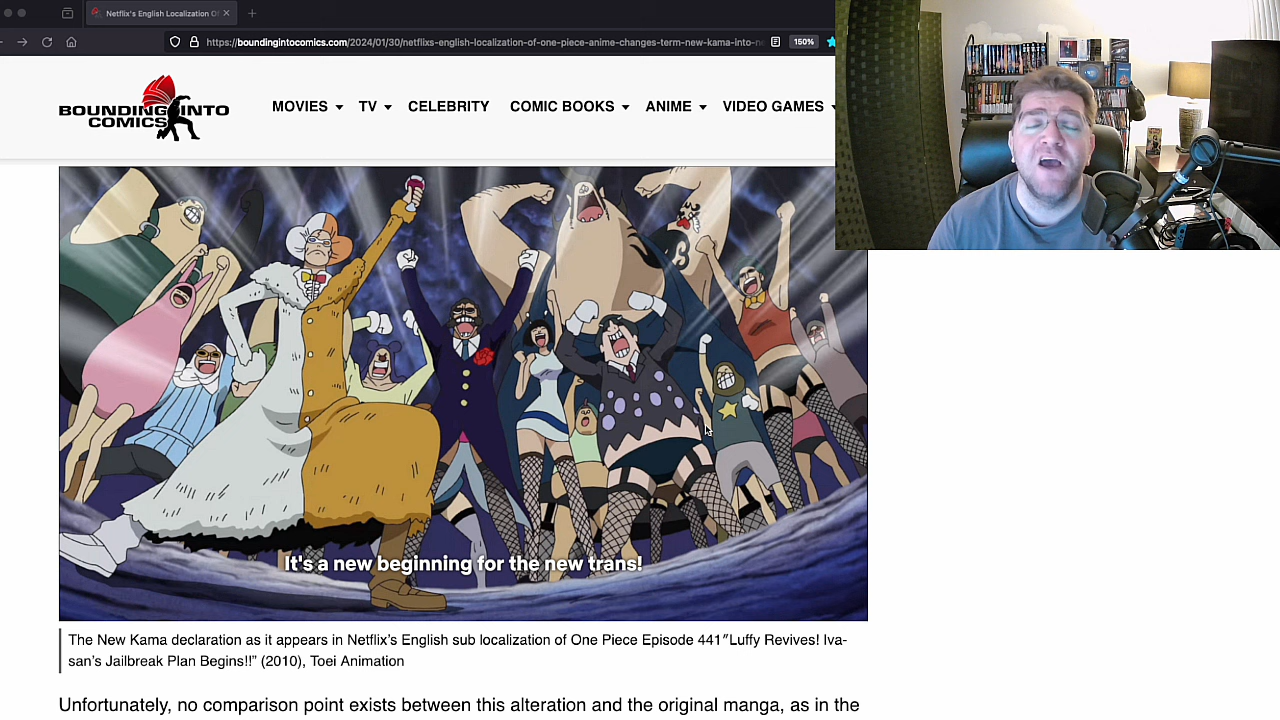 Netflix's English Localization Of
https://boundingintocomics.com/2024/01/30/netflixs-english-localization-of-one-piece-anime-changes-term-new-kama-into-ne
150%
BOUNDING INTO
COMICS
MOVIES TV CELEBRITY COMIC BOOKS ANIME VIDEO GAMES
It's a new beginning for the new trans!
The New Kama declaration as it appears in Netflix's English sub localization of One Piece Episode 441″Luffy Revives! Iva-
san's Jailbreak Plan Begins!!” (2010), Toei Animation
Unfortunately, no comparison point exists between this alteration and the original manga, as in the